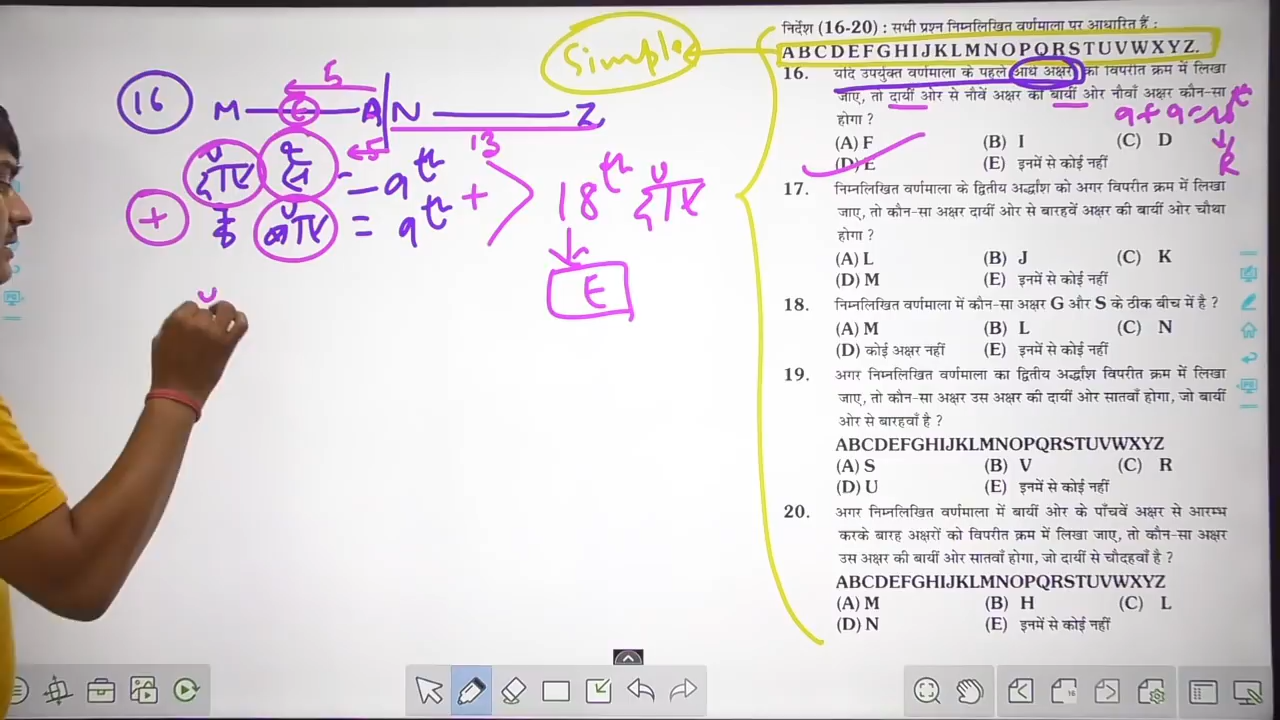 Simple
16
5
M C A N Z
5
13
दाँए से - 9th
+ के बाँए = 9th +
18th दाँए
E
निर्देश (16-20) : सभी प्रश्न निम्नलिखित वर्णमाला पर आधारित हैं :
ABCDEFGHIJKLMNOPQRSTUVWXYZ.
16. यदि उपर्युक्त वर्णमाला के पहले आधे अक्षर को विपरीत क्रम में लिखा
जाए, तो दायीं ओर से नौवें अक्षर की बायीं ओर नौवाँ अक्षर कौन-सा
होगा ?
(A) F (B) I (C) D
(D) E (E) इनमें से कोई नहीं
17. निम्नलिखित वर्णमाला के द्वितीय अर्द्धांश को अगर विपरीत क्रम में लिखा
जाए, तो कौन-सा अक्षर दायीं ओर से बारहवें अक्षर की बायीं ओर चौथा
होगा ?
(A) L (B) J (C) K
(D) M (E) इनमें से कोई नहीं
18. निम्नलिखित वर्णमाला में कौन-सा अक्षर G और S के ठीक बीच में है ?
(A) M (B) L (C) N
(D) कोई अक्षर नहीं (E) इनमें से कोई नहीं
19. अगर निम्नलिखित वर्णमाला का द्वितीय अर्द्धांश विपरीत क्रम में लिखा
जाए, तो कौन-सा अक्षर उस अक्षर की दायीं ओर सातवाँ होगा, जो बायीं
ओर से बारहवाँ है ?
ABCDEFGHIJKLMNOPQRSTUVWXYZ
(A) S (B) V (C) R
(D) U (E) इनमें से कोई नहीं
20. अगर निम्नलिखित वर्णमाला में बायीं ओर के पाँचवें अक्षर से आरम्भ
करके बारह अक्षरों को विपरीत क्रम में लिखा जाए, तो कौन-सा अक्षर
उस अक्षर की बायीं ओर सातवाँ होगा, जो दायीं से चौदहवाँ है ?
ABCDEFGHIJKLMNOPQRSTUVWXYZ
(A) M (B) H (C) L
(D) N (E) इनमें से कोई नहीं